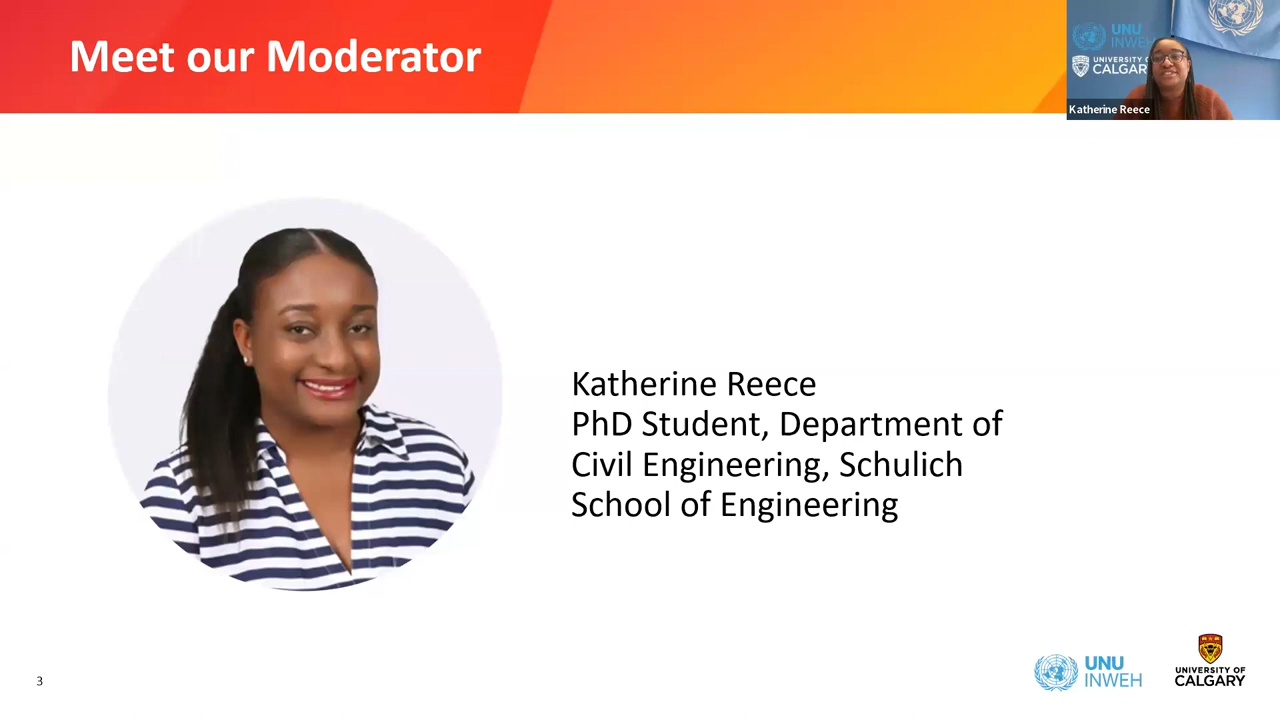 Meet our Moderator
UNU
INWEH
UNIVERSITY OF
CALGAR
Katherine Reece
Katherine Reece
PhD Student, Department of
Civil Engineering, Schulich
School of Engineering
3
UNU
INWEH
UNIVERSITY OF
CALGARY